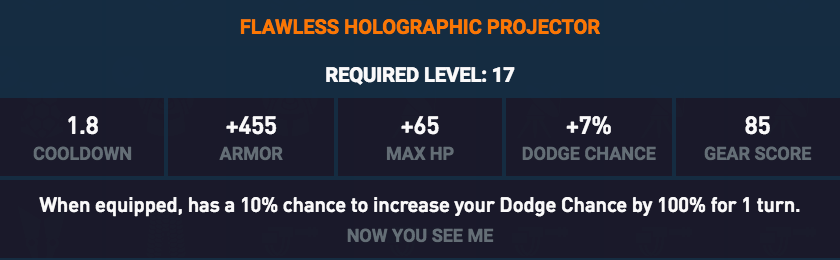 FLAWLESS HOLOGRAPHIC PROJECTOR
REQUIRED LEVEL: 17
1.8 +455 +65 +7% 85
COOLDOWN ARMOR MAX HP DODGE CHANCE GEAR SCORE
When equipped, has a 10% chance to increase your Dodge Chance by 100% for 1 turn.
NOW YOU SEE ME